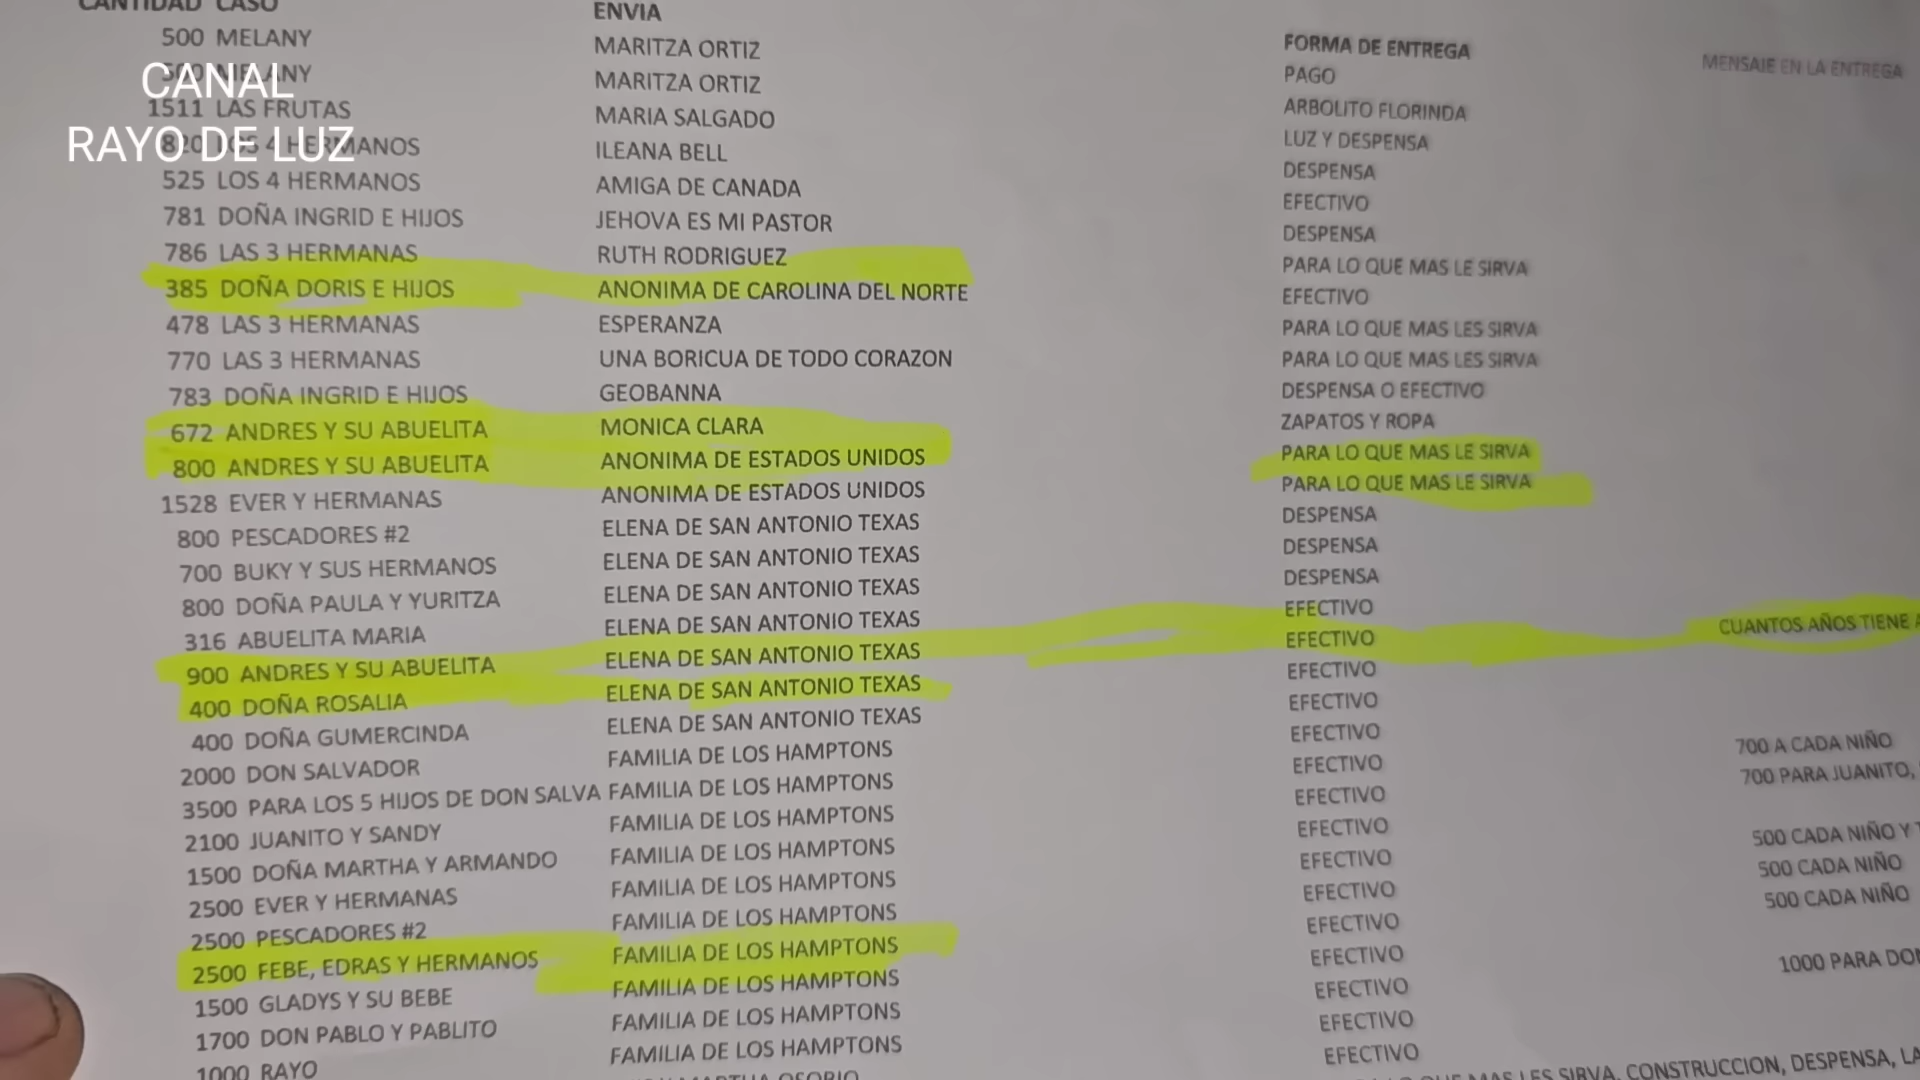 CANAL
RAYO DE LUZ
CANTIDAD CASO ENVIA FORMA DE ENTREGA MENSAJE EN LA ENTREGA
500 MELANY MARITZA ORTIZ PAGO
500 MELANY MARITZA ORTIZ ARBOLITO FLORINDA
1511 LAS FRUTAS MARIA SALGADO LUZ Y DESPENSA
820 LOS 4 HERMANOS ILEANA BELL DESPENSA
525 LOS 4 HERMANOS AMIGA DE CANADA EFECTIVO
781 DOÑA INGRID E HIJOS JEHOVA ES MI PASTOR DESPENSA
786 LAS 3 HERMANAS RUTH RODRIGUEZ PARA LO QUE MAS LE SIRVA
385 DOÑA DORIS E HIJOS ANONIMA DE CAROLINA DEL NORTE EFECTIVO
478 LAS 3 HERMANAS ESPERANZA PARA LO QUE MAS LES SIRVA
770 LAS 3 HERMANAS UNA BORICUA DE TODO CORAZON PARA LO QUE MAS LES SIRVA
783 DOÑA INGRID E HIJOS GEOBANNA DESPENSA O EFECTIVO
672 ANDRES Y SU ABUELITA MONICA CLARA ZAPATOS Y ROPA
800 ANDRES Y SU ABUELITA ANONIMA DE ESTADOS UNIDOS PARA LO QUE MAS LE SIRVA
1528 EVER Y HERMANAS ANONIMA DE ESTADOS UNIDOS PARA LO QUE MAS LE SIRVA
800 PESCADORES #2 ELENA DE SAN ANTONIO TEXAS DESPENSA
700 BUKY Y SUS HERMANOS ELENA DE SAN ANTONIO TEXAS DESPENSA
800 DOÑA PAULA Y YURITZA ELENA DE SAN ANTONIO TEXAS DESPENSA
316 ABUELITA MARIA ELENA DE SAN ANTONIO TEXAS EFECTIVO
900 ANDRES Y SU ABUELITA ELENA DE SAN ANTONIO TEXAS EFECTIVO CUANTOS AÑOS TIENE
400 DOÑA ROSALIA ELENA DE SAN ANTONIO TEXAS EFECTIVO
400 DOÑA GUMERCINDA ELENA DE SAN ANTONIO TEXAS EFECTIVO
2000 DON SALVADOR FAMILIA DE LOS HAMPTONS EFECTIVO
3500 PARA LOS 5 HIJOS DE DON SALVA FAMILIA DE LOS HAMPTONS EFECTIVO 700 A CADA NIÑO
2100 JUANITO Y SANDY FAMILIA DE LOS HAMPTONS EFECTIVO 700 PARA JUANITO,
1500 DOÑA MARTHA Y ARMANDO FAMILIA DE LOS HAMPTONS EFECTIVO
2500 EVER Y HERMANAS FAMILIA DE LOS HAMPTONS EFECTIVO 500 CADA NIÑO Y
2500 PESCADORES #2 FAMILIA DE LOS HAMPTONS EFECTIVO 500 CADA NIÑO
2500 FEBE, EDRAS Y HERMANOS FAMILIA DE LOS HAMPTONS EFECTIVO 500 CADA NIÑO
1500 GLADYS Y SU BEBE FAMILIA DE LOS HAMPTONS EFECTIVO
1700 DON PABLO Y PABLITO FAMILIA DE LOS HAMPTONS EFECTIVO 1000 PARA DON
1000 RAYO FAMILIA DE LOS HAMPTONS EFECTIVO
MARTHA OSORIO EFECTIVO
QUE MAS LES SIRVA, CONSTRUCCION, DESPENSA, LA